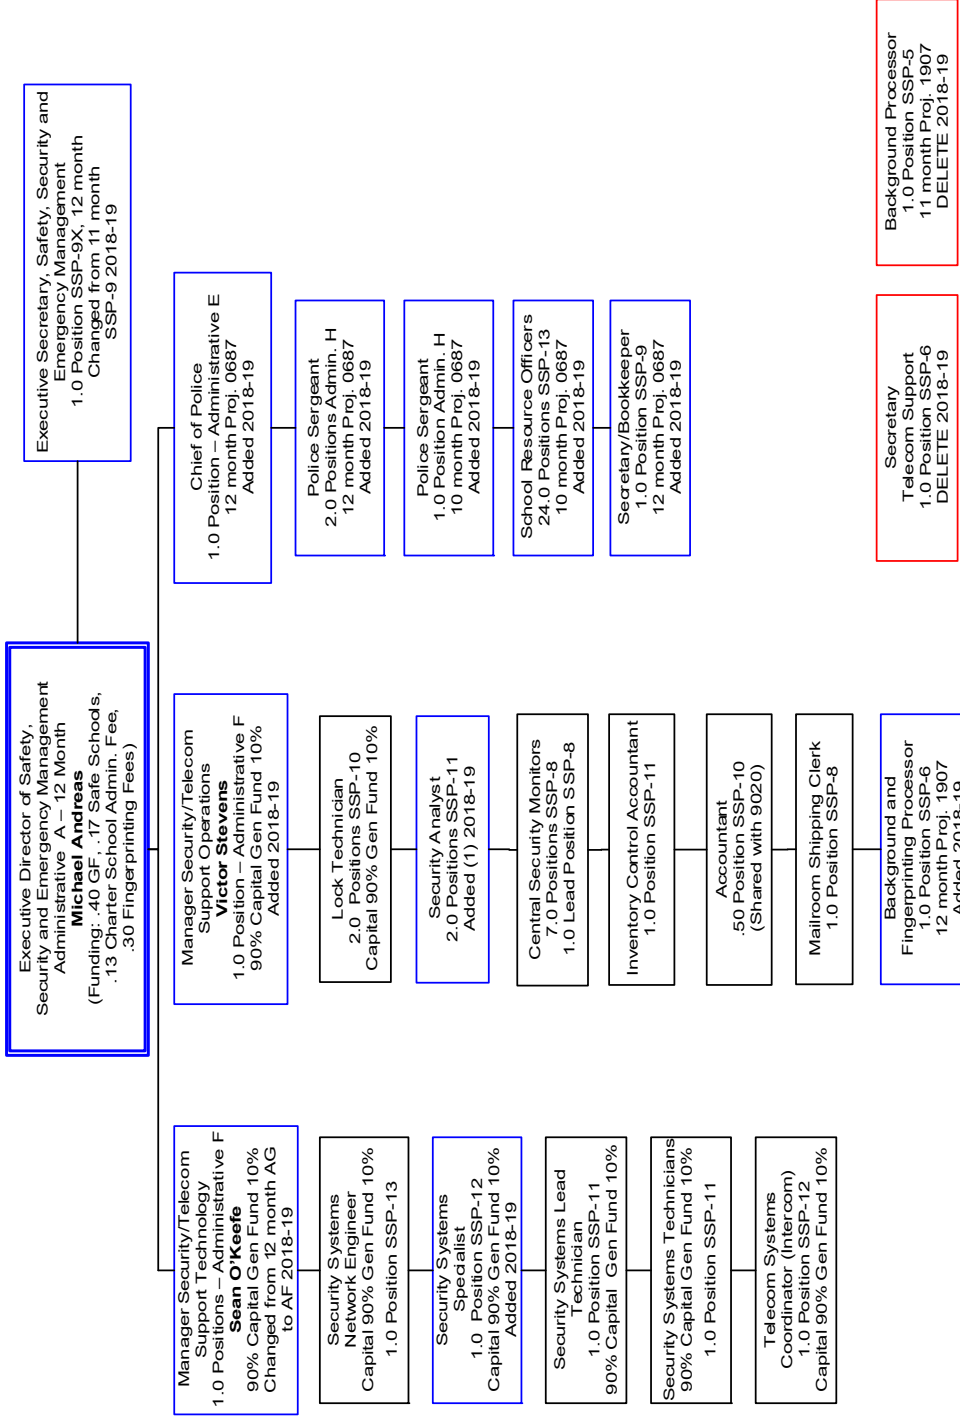 Executive Director of Safety,
Security and Emergency Management
Administrative A – 12 Month
Michael Andreas
(Funding: .40 GF, .17 Safe Schools,
.13 Charter School Admin. Fee,
.30 Fingerprinting Fees)
Executive Secretary, Safety, Security and
Emergency Management
1.0 Position SSP-9X, 12 month
Changed from 11 month
SSP-9 2018-19
Manager Security/Telecom
Support Technology
1.0 Positions – Administrative F
Sean O'Keefe
90% Capital Gen Fund 10%
Changed from 12 month AG
to AF 2018-19
Security Systems
Network Engineer
Capital 90% Gen Fund 10%
1.0 Position SSP-13
Security Systems
Specialist
1.0 Position SSP-12
Capital 90% Gen Fund 10%
Added 2018-19
Security Systems Lead
Technician
1.0 Position SSP-11
90% Capital Gen Fund 10%
Security Systems Technicians
90% Capital Gen Fund 10%
1.0 Position SSP-11
Telecom Systems
Coordinator (Intercom)
1.0 Position SSP-12
Capital 90% Gen Fund 10%
Manager Security/Telecom
Support Operations
Victor Stevens
1.0 Position – Administrative F
90% Capital Gen Fund 10%
Added 2018-19
Lock Technician
2.0 Positions SSP-10
Capital 90% Gen Fund 10%
Security Analyst
2.0 Positions SSP-11
Added (1) 2018-19
Central Security Monitors
7.0 Positions SSP-8
1.0 Lead Position SSP-8
Inventory Control Accountant
1.0 Position SSP-11
Accountant
.50 Position SSP-10
(Shared with 9020)
Mailroom Shipping Clerk
1.0 Position SSP-8
Background and
Fingerprinting Processor
1.0 Position SSP-6
12 month Proj. 1907
Added 2018-19
Chief of Police
1.0 Position – Administrative E
12 month Proj. 0687
Added 2018-19
Police Sergeant
2.0 Positions Admin. H
12 month Proj. 0687
Added 2018-19
Police Sergeant
1.0 Position Admin. H
10 month Proj. 0687
Added 2018-19
School Resource Officers
24.0 Positions SSP-13
10 month Proj. 0687
Added 2018-19
Secretary/Bookkeeper
1.0 Position SSP-9
12 month Proj. 0687
Added 2018-19
Secretary
Telecom Support
1.0 Position SSP-6
DELETE 2018-19
Background Processor
1.0 Position SSP-5
11 month Proj. 1907
DELETE 2018-19